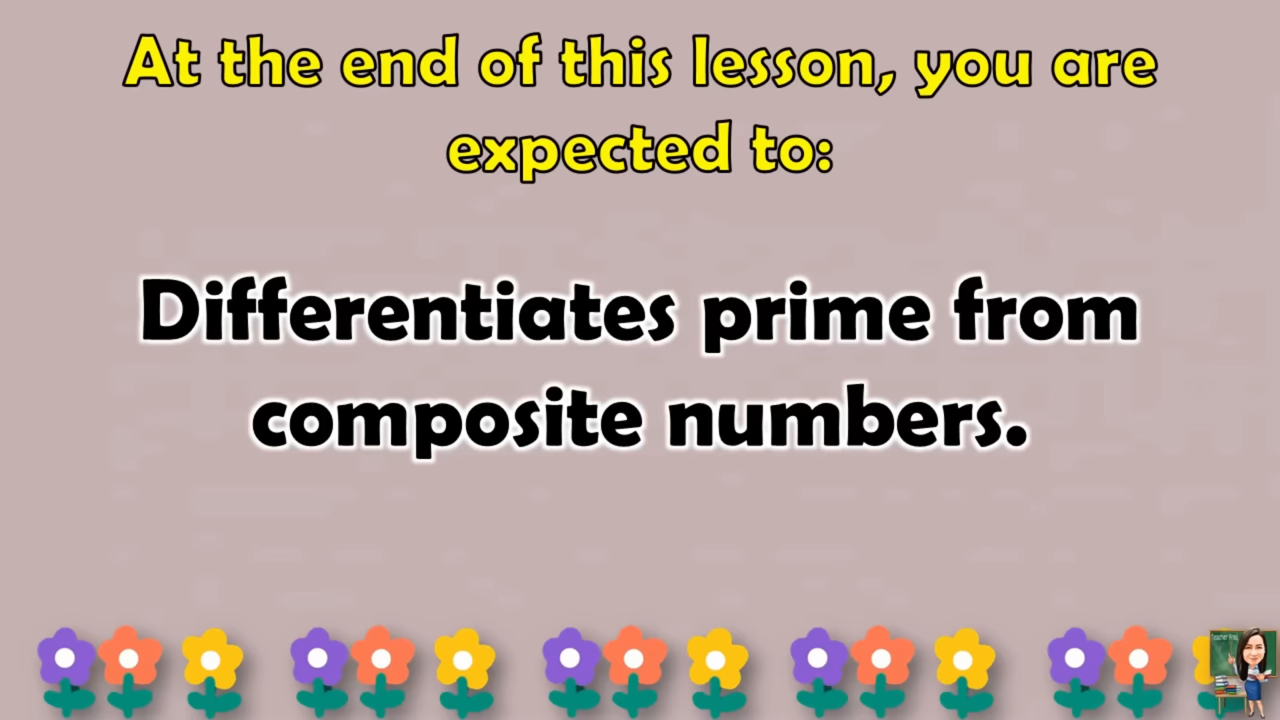 At the end of this lesson, you are
expected to:
Differentiates prime from
composite numbers.